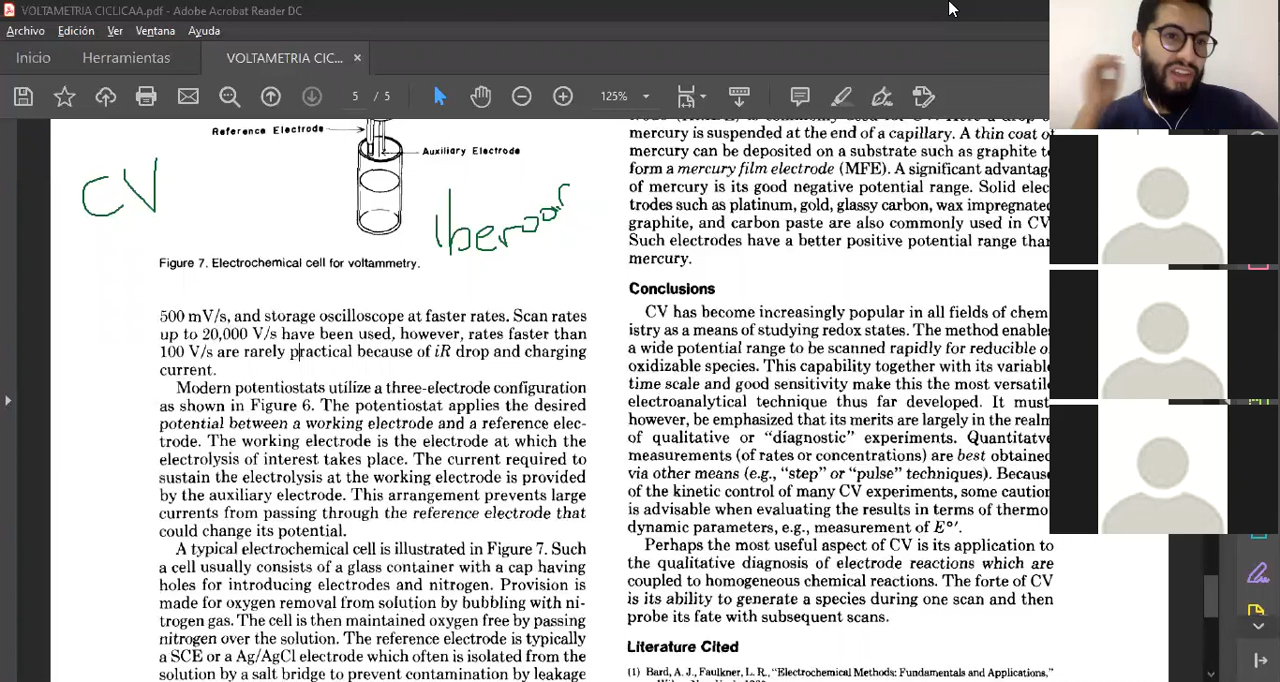 VOLTAMETRIA CICLICAA.pdf - Adobe Acrobat Reader DC
Archivo Edición Ver Ventana Ayuda
Inicio Herramientas VOLTAMETRIA CIC... ×
5 / 5 125%
Reference Electrode
Auxiliary Electrode
CV
Figure 7. Electrochemical cell for voltammetry.
500 mV/s, and storage oscilloscope at faster rates. Scan rates
up to 20,000 V/s have been used, however, rates faster than
100 V/s are rarely practical because of iR drop and charging
current.
Modern potentiostats utilize a three-electrode configuration
as shown in Figure 6. The potentiostat applies the desired
potential between a working electrode and a reference elec-
trode. The working electrode is the electrode at which the
electrolysis of interest takes place. The current required to
sustain the electrolysis at the working electrode is provided
by the auxiliary electrode. This arrangement prevents large
currents from passing through the reference electrode that
could change its potential.
A typical electrochemical cell is illustrated in Figure 7. Such
a cell usually consists of a glass container with a cap having
holes for introducing electrodes and nitrogen. Provision is
made for oxygen removal from solution by bubbling with ni-
trogen gas. The cell is then maintained oxygen free by passing
nitrogen over the solution. The reference electrode is typically
a SCE or a Ag/AgCl electrode which often is isolated from the
solution by a salt bridge to prevent contamination by leakage
mercury is suspended at the end of a capillary. A thin coat
mercury can be deposited on a substrate such as graphite
form a mercury film electrode (MFE). A significant advantage
of mercury is its good negative potential range. Solid elec
trodes such as platinum, gold, glassy carbon, wax impregnated
graphite, and carbon paste are also commonly used in CV
Such electrodes have a better positive potential range than
mercury.
Conclusions
CV has become increasingly popular in all fields of chem
istry as a means of studying redox states. The method enables
a wide potential range to be scanned rapidly for reducible
oxidizable species. This capability together with its variable
time scale and good sensitivity make this the most versatile
electroanalytical technique thus far developed. It must
however, be emphasized that its merits are largely in the realm
of qualitative or "diagnostic" experiments. Quantitatve
measurements (of rates or concentrations) are best obtained
via other means (e.g., "step" or "pulse" techniques). Because
of the kinetic control of many CV experiments, some caution
is advisable when evaluating the results in terms of thermo
dynamic parameters, e.g., measurement of E°′.
Perhaps the most useful aspect of CV is its application to
the qualitative diagnosis of electrode reactions which are
coupled to homogeneous chemical reactions. The forte of CV
is its ability to generate a species during one scan and then
probe its fate with subsequent scans.
Literature Cited
(1) Bard, A. J., Faulkner, L. R., "Electrochemical Methods: Fundamentals and Applications,"